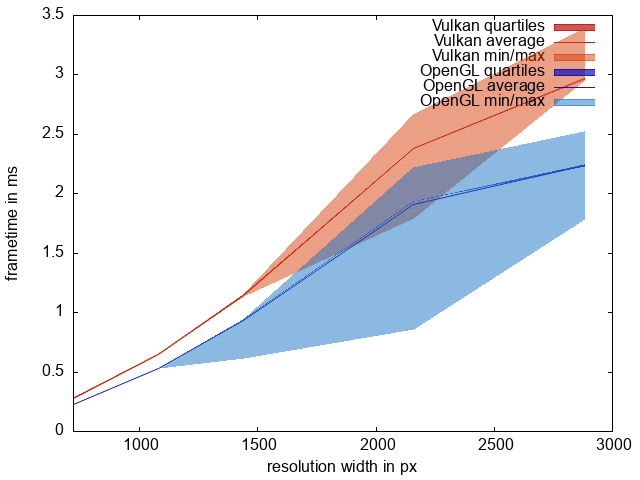 3.5
3
2.5
2
1.5
1
0.5
0
frametime in ms
Vulkan quartiles
Vulkan average
Vulkan min/max
OpenGL quartiles
OpenGL average
OpenGL min/max
1000 1500 2000 2500 3000
resolution width in px